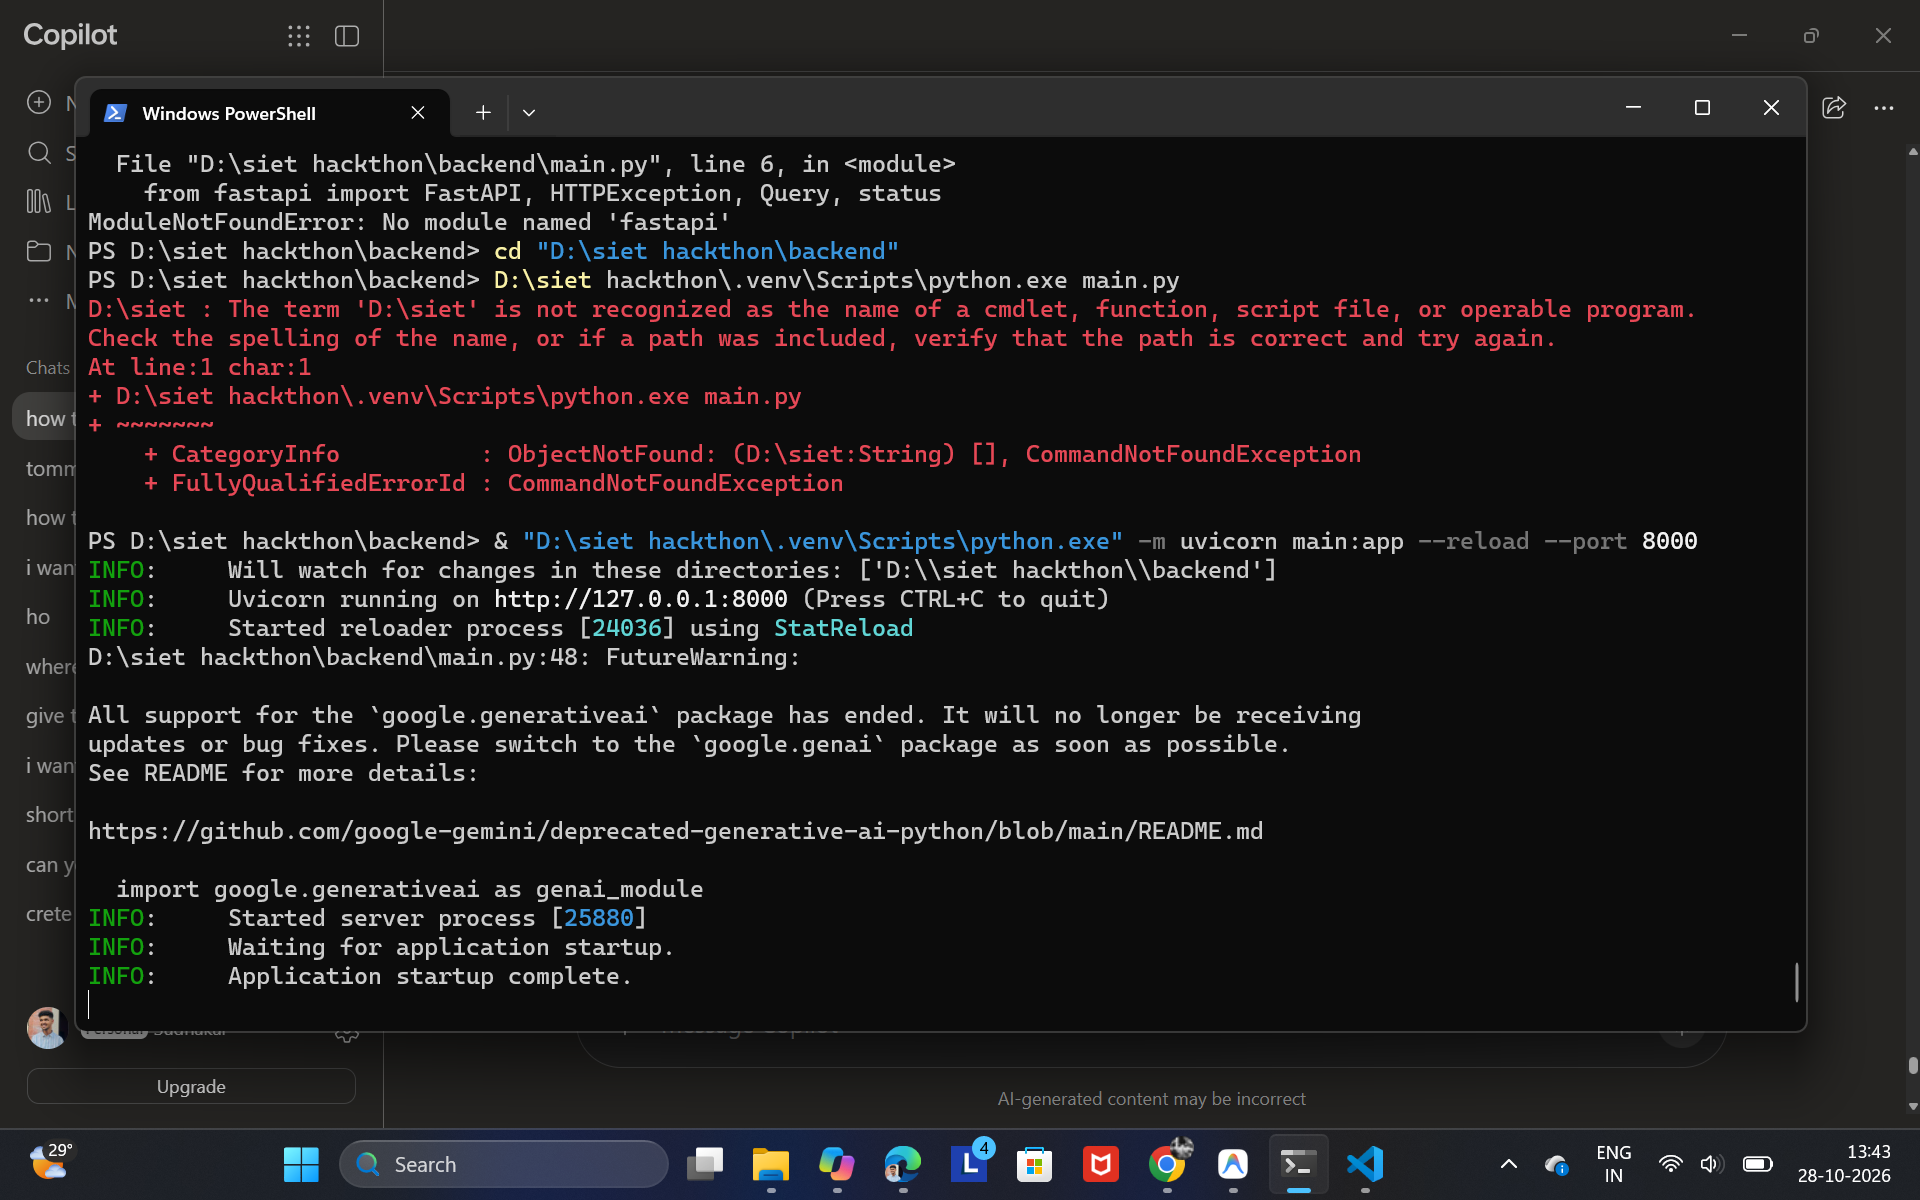 Copilot
Windows PowerShell
File "D:\siet hackthon\backend\main.py", line 6, in <module>
from fastapi import FastAPI, HTTPException, Query, status
ModuleNotFoundError: No module named 'fastapi'
PS D:\siet hackthon\backend> cd "D:\siet hackthon\backend"
PS D:\siet hackthon\backend> D:\siet hackthon\.venv\Scripts\python.exe main.py
D:\siet : The term 'D:\siet' is not recognized as the name of a cmdlet, function, script file, or operable program.
Check the spelling of the name, or if a path was included, verify that the path is correct and try again.
At line:1 char:1
+ D:\siet hackthon\.venv\Scripts\python.exe main.py
+ ~~~~~~~
+ CategoryInfo : ObjectNotFound: (D:\siet:String) [], CommandNotFoundException
+ FullyQualifiedErrorId : CommandNotFoundException
PS D:\siet hackthon\backend> & "D:\siet hackthon\.venv\Scripts\python.exe" -m uvicorn main:app --reload --port 8000
INFO: Will watch for changes in these directories: ['D:\\siet hackthon\\backend']
INFO: Uvicorn running on http://127.0.0.1:8000 (Press CTRL+C to quit)
INFO: Started reloader process [24036] using StatReload
D:\siet hackthon\backend\main.py:48: FutureWarning:
All support for the `google.generativeai` package has ended. It will no longer be receiving
updates or bug fixes. Please switch to the `google.genai` package as soon as possible.
See README for more details:
https://github.com/google-gemini/deprecated-generative-ai-python/blob/main/README.md
import google.generativeai as genai_module
INFO: Started server process [25880]
INFO: Waiting for application startup.
INFO: Application startup complete.
Chats
how t
tomm
how t
i wan
ho
where
give t
i wan
short
can y
crete
Upgrade
AI-generated content may be incorrect
29°
Search
4
ENG
IN
13:43
28-10-2026